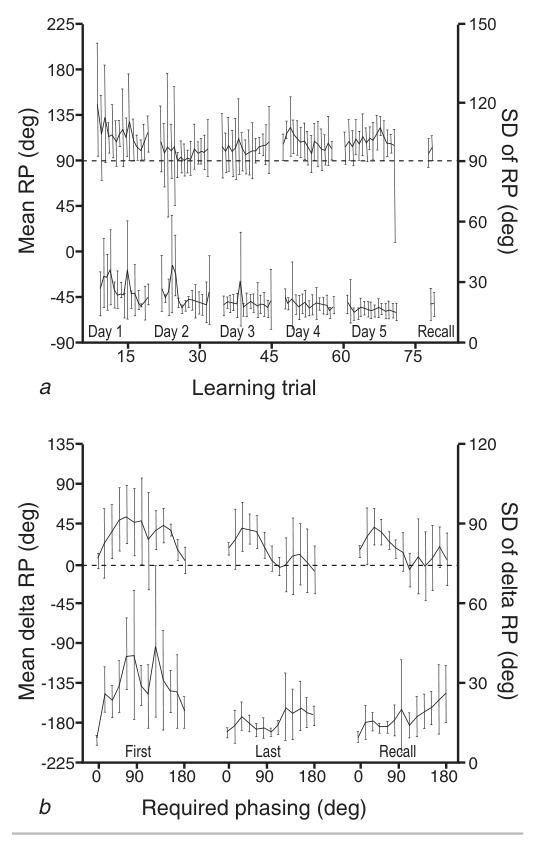 225
180
135
90
45
0
-45
-90
Mean RP (deg)
150
120
90
60
30
0
SD of RP (deg)
Day 1 Day 2 Day 3 Day 4 Day 5 Recall
15 30 45 60 75
a Learning trial
135
90
45
0
-45
-90
-135
-180
-225
Mean delta RP (deg)
120
90
60
30
0
SD of delta RP (deg)
First Last Recall
0 90 180 0 90 180 0 90 180
b Required phasing (deg)